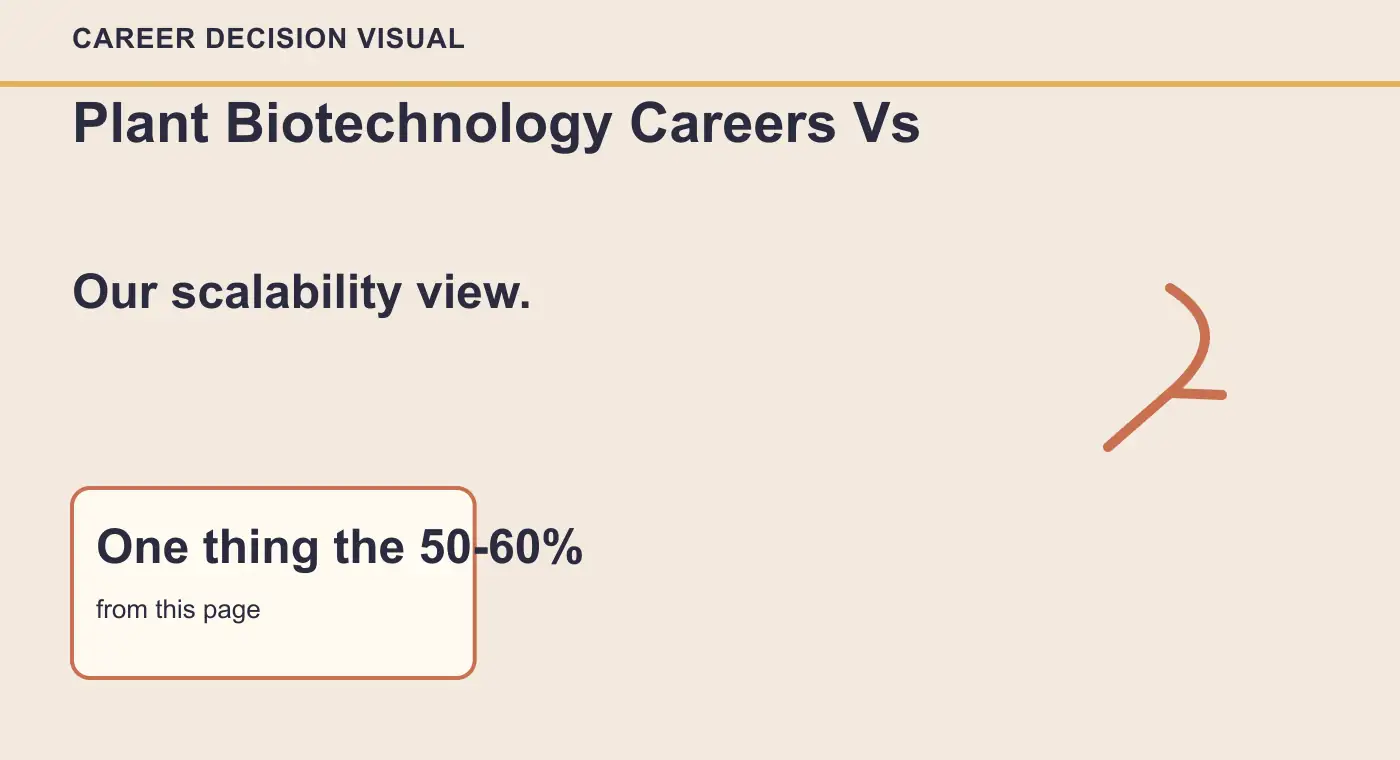 CAREER DECISION VISUAL
Plant Biotechnology Careers Vs
Our scalability view.
One thing the 50-60%
from this page